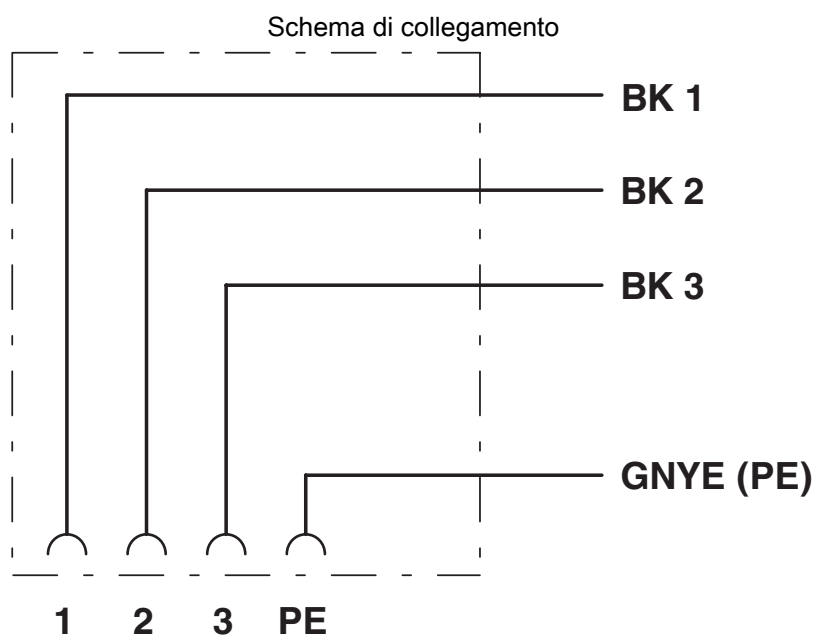 Schema di collegamento
BK 1
BK 2
BK 3
GNYE (PE)
1 2 3 PE